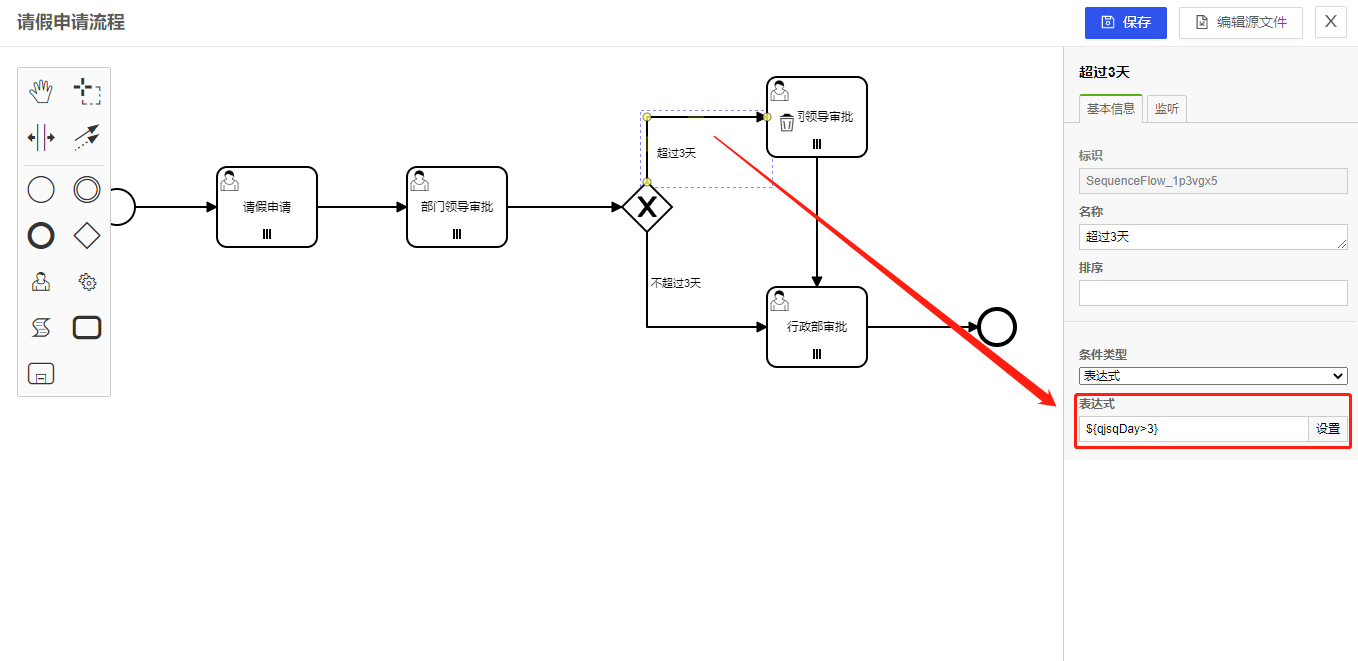 请假申请流程
保存
编辑源文件
X
请假申请
部门领导审批
超过3天
司领导审批
不超过3天
行政部审批
超过3天
基本信息
监听
标识
SequenceFlow_1p3vgx5
名称
超过3天
排序
条件类型
表达式
表达式
${qjsqDay>3}
设置